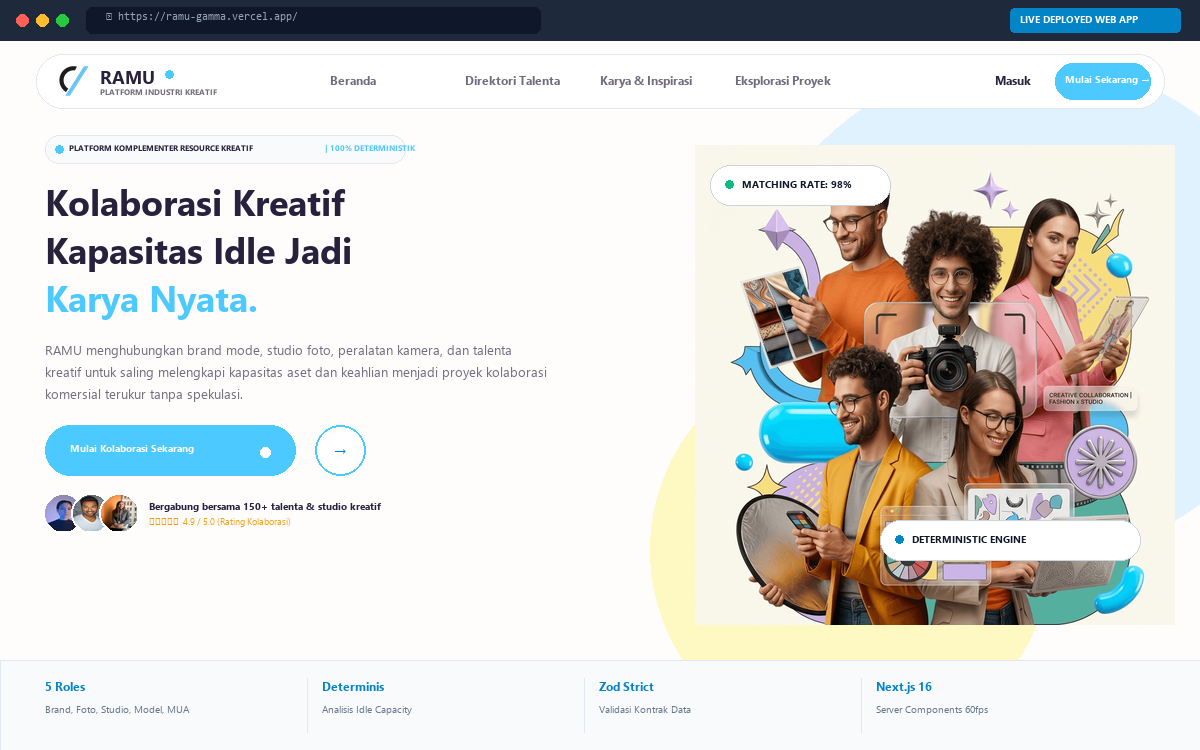 https://ramu-gamma.vercel.app/
LIVE DEPLOYED WEB APP
RAMU
PLATFORM INDUSTRI KREATIF
Beranda
Direktori Talenta
Karya & Inspirasi
Eksplorasi Proyek
Masuk
Mulai Sekarang →
PLATFORM KOMPLEMENTER RESOURCE KREATIF
| 100% DETERMINISTIK
Kolaborasi Kreatif
Kapasitas Idle Jadi
Karya Nyata.
RAMU menghubungkan brand mode, studio foto, peralatan kamera, dan talenta
kreatif untuk saling melengkapi kapasitas aset dan keahlian menjadi proyek kolaborasi
komersial terukur tanpa spekulasi.
Mulai Kolaborasi Sekarang
→
Bergabung bersama 150+ talenta & studio kreatif
4.9 / 5.0 (Rating Kolaborasi)
MATCHING RATE: 98%
CREATIVE COLLABORATION |
FASHION x STUDIO
DETERMINISTIC ENGINE
5 Roles
Brand, Foto, Studio, Model, MUA
Determinis
Analisis Idle Capacity
Zod Strict
Validasi Kontrak Data
Next.js 16
Server Components 60fps